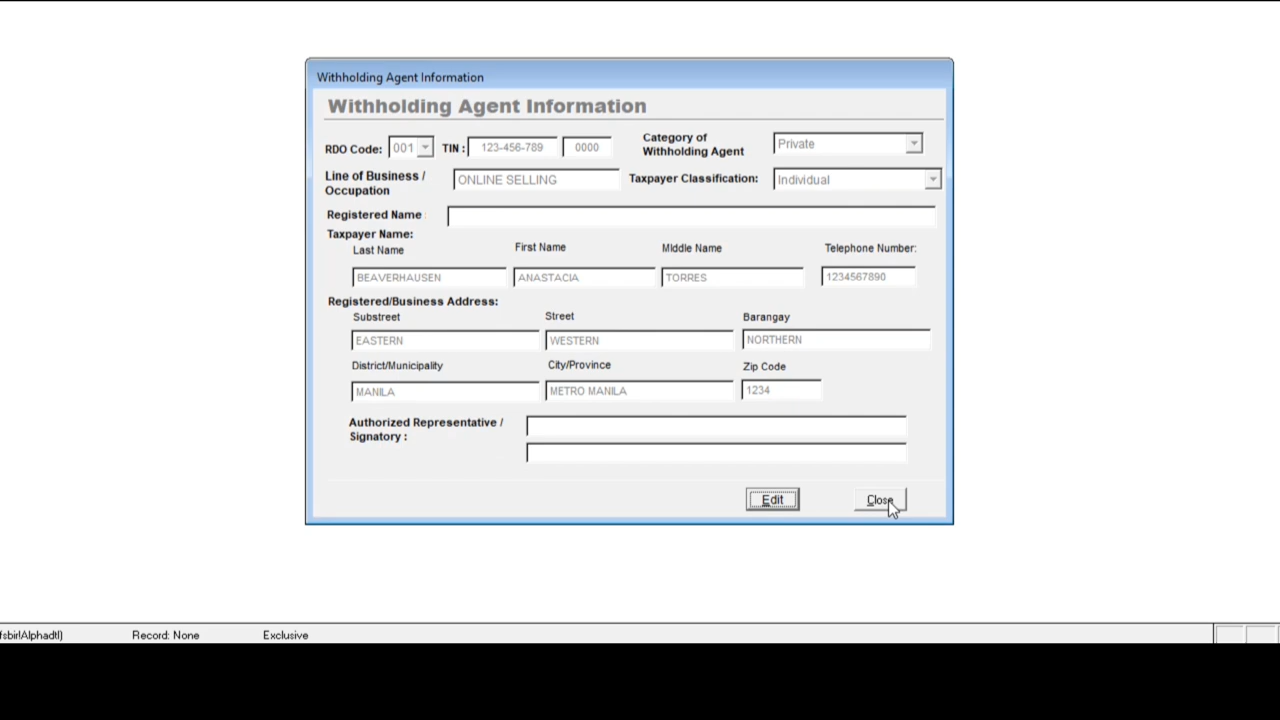 Withholding Agent Information
Withholding Agent Information
RDO Code: 001 TIN : 123-456-789 0000 Category of Withholding Agent Private
Line of Business / Occupation ONLINE SELLING Taxpayer Classification: Individual
Registered Name :
Taxpayer Name:
Last Name First Name Middle Name Telephone Number:
BEAVERHAUSEN ANASTACIA TORRES 1234567890
Registered/Business Address:
Substreet Street Barangay
EASTERN WESTERN NORTHERN
District/Municipality City/Province Zip Code
MANILA METRO MANILA 1234
Authorized Representative /
Signatory :
Edit Close
fsbir!Alphadtl) Record: None Exclusive